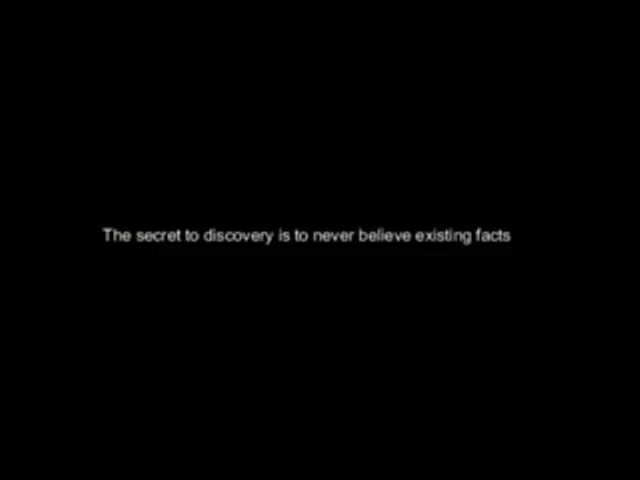 The secret to discovery is to never believe existing facts